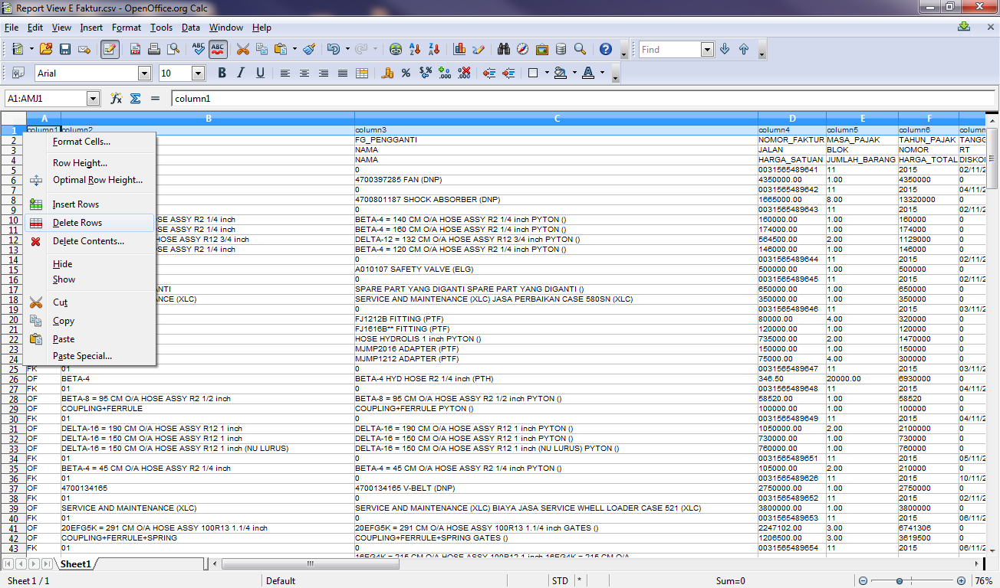 Report View E Faktur.csv - OpenOffice.org Calc
File Edit View Insert Format Tools Data Window Help
Find
Arial 10 B I U
A1:AMJ1 column1
A B C D E F
1 column1 column2 column3 column4 column5 column6 column
2 FG_PENGGANTI NOMOR_FAKTUR MASA_PAJAK TAHUN_PAJAK TANGG
3 NAMA JALAN BLOK NOMOR RT
4 NAMA HARGA_SATUAN JUMLAH_BARANG HARGA_TOTAL DISKON
5 0 0031565489641 11 2015 02/11/2
6 4700397285 FAN (DNP) 4350000.00 1.00 4350000 0
7 0 0031565489642 11 2015 04/11/2
8 4700801187 SHOCK ABSORBER (DNP) 1665000.00 8.00 13320000 0
9 0 0031565489643 11 2015 02/11/2
10 OSE ASSY R2 1/4 inch BETA-4 = 140 CM O/A HOSE ASSY R2 1/4 inch PYTON () 160000.00 1.00 160000 0
11 OSE ASSY R2 1/4 inch BETA-4 = 160 CM O/A HOSE ASSY R2 1/4 inch PYTON () 174000.00 1.00 174000 0
12 HOSE ASSY R12 3/4 inch DELTA-12 = 132 CM O/A HOSE ASSY R12 3/4 inch PYTON () 564500.00 2.00 1129000 0
13 OSE ASSY R2 1/4 inch BETA-4 = 120 CM O/A HOSE ASSY R2 1/4 inch PYTON () 146000.00 1.00 146000 0
14 0 0031565489644 11 2015 02/11/2
15 A010107 SAFETY VALVE (ELG) 500000.00 1.00 500000 0
16 0 0031565489645 11 2015 02/11/2
17 ANTI SPARE PART YANG DIGANTI SPARE PART YANG DIGANTI () 650000.00 1.00 650000 0
18 NCE (XLC) SERVICE AND MAINTENANCE (XLC) JASA PERBAIKAN CASE 580SN (XLC) 350000.00 1.00 350000 0
19 0 0031565489646 11 2015 03/11/2
20 FJ1212B FITTING (PTF) 80000.00 4.00 320000 0
21 FJ1616B** FITTING (PTF) 120000.00 1.00 120000 0
22 HOSE HYDROLIS 1 inch PYTON () 735000.00 2.00 1470000 0
23 MJMP2016 ADAPTER (PTF) 150000.00 1.00 150000 0
24 MJMP1212 ADAPTER (PTF) 75000.00 4.00 300000 0
Format Cells...
Row Height...
Optimal Row Height...
Insert Rows
Delete Rows
Delete Contents...
Hide
Show
Cut
Copy
Paste
Paste Special...
25 FK 01 0 0031565489647 11 2015 03/11/2
26 OF BETA-4 BETA-4 HYD HOSE R2 1/4 inch (PTH) 346.50 20000.00 6930000 0
27 FK 01 0 0031565489648 11 2015 04/11/2
28 OF BETA-8 = 95 CM O/A HOSE ASSY R2 1/2 inch BETA-8 = 95 CM O/A HOSE ASSY R2 1/2 inch PYTON () 58520.00 1.00 58520 0
29 OF COUPLING+FERRULE COUPLING+FERRULE PYTON () 100000.00 1.00 100000 0
30 FK 01 0 0031565489649 11 2015 04/11/2
31 OF DELTA-16 = 190 CM O/A HOSE ASSY R12 1 inch DELTA-16 = 190 CM O/A HOSE ASSY R12 1 inch PYTON () 1050000.00 2.00 2100000 0
32 OF DELTA-16 = 150 CM O/A HOSE ASSY R12 1 inch DELTA-16 = 150 CM O/A HOSE ASSY R12 1 inch PYTON () 730000.00 1.00 730000 0
33 OF DELTA-16 = 150 CM O/A HOSE ASSY R12 1 inch (NU LURUS) DELTA-16 = 150 CM O/A HOSE ASSY R12 1 inch (NU LURUS) PYTON () 760000.00 1.00 760000 0
34 FK 01 0 0031565489651 11 2015 05/11/2
35 OF BETA-4 = 45 CM O/A HOSE ASSY R2 1/4 inch BETA-4 = 45 CM O/A HOSE ASSY R2 1/4 inch PYTON () 105000.00 2.00 210000 0
36 FK 01 0 0031565489626 11 2015 10/11/2
37 OF 4700134165 4700134165 V-BELT (DNP) 2750000.00 1.00 2750000 0
38 FK 01 0 0031565489652 11 2015 02/11/2
39 OF SERVICE AND MAINTENANCE (XLC) SERVICE AND MAINTENANCE (XLC) BIAYA JASA SERVICE WHELL LOADER CASE 521 (XLC) 3800000.00 1.00 3800000 0
40 FK 01 0 0031565489653 11 2015 06/11/2
41 OF 20EFG5K = 291 CM O/A HOSE ASSY 100R13 1.1/4 inch 20EFG5K = 291 CM O/A HOSE ASSY 100R13 1.1/4 inch GATES () 2247102.00 3.00 6741306 0
42 OF COUPLING+FERRULE+SPRING COUPLING+FERRULE+SPRING GATES () 1206500.00 3.00 3619500 0
43 FK 01 0 0031565489654 11 2015 06/11/2
Sheet1
Sheet 1 / 1 Default STD * Sum=0 76%